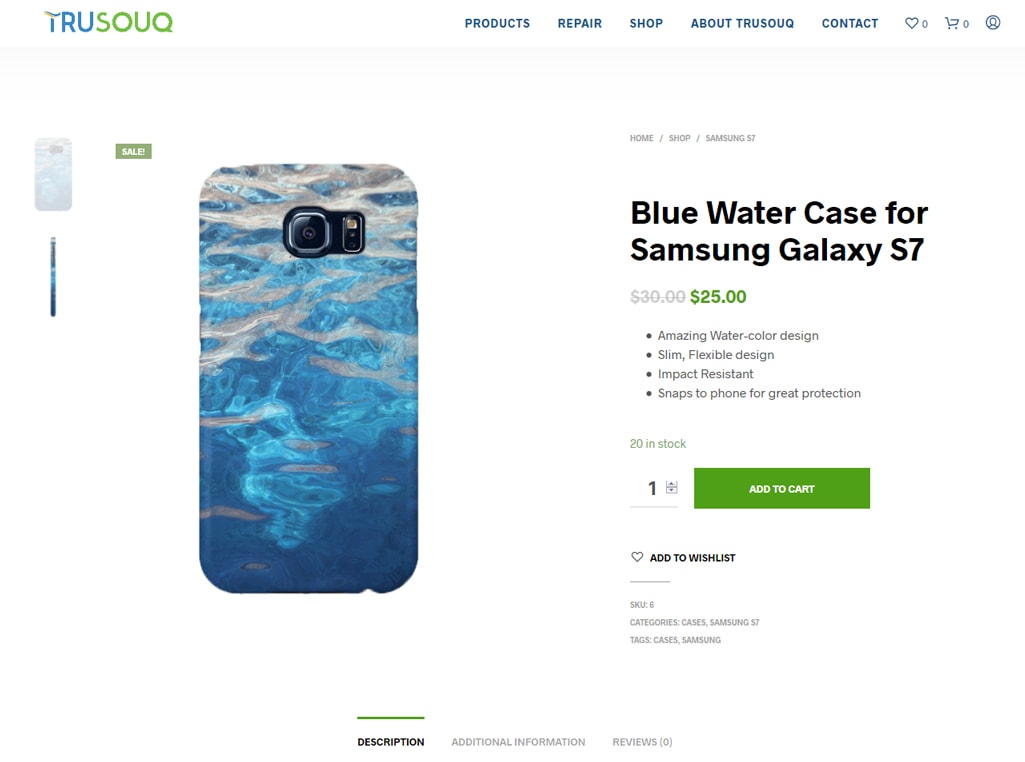 TRUSOUQ
PRODUCTS REPAIR SHOP ABOUT TRUSOUQ CONTACT 0 0
HOME / SHOP / SAMSUNG S7
SALE!
Blue Water Case for
Samsung Galaxy S7
$30.00 $25.00
Amazing Water-color design
Slim, Flexible design
Impact Resistant
Snaps to phone for great protection
20 in stock
1 ADD TO CART
ADD TO WISHLIST
SKU: 6
CATEGORIES: CASES, SAMSUNG S7
TAGS: CASES, SAMSUNG
DESCRIPTION ADDITIONAL INFORMATION REVIEWS (0)